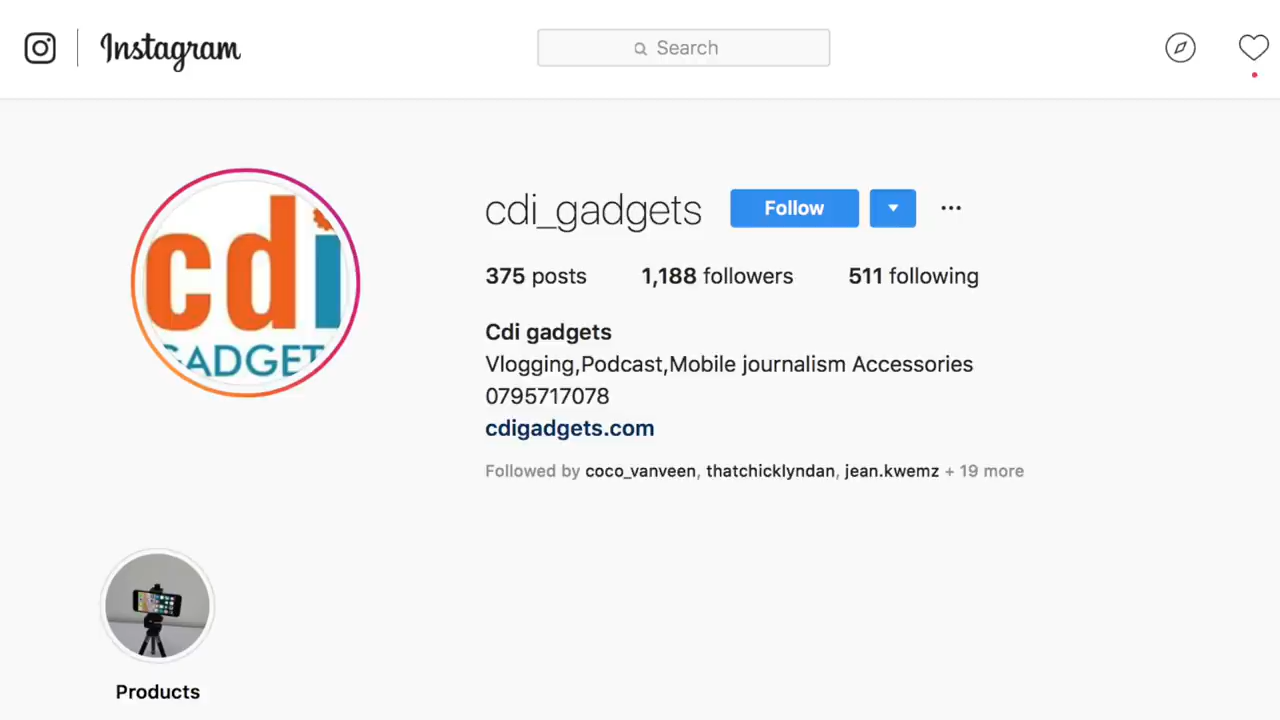 Instagram
Search
cdi
GADGETS
cdi_gadgets Follow
375 posts 1,188 followers 511 following
Cdi gadgets
Vlogging,Podcast,Mobile journalism Accessories
0795717078
cdigadgets.com
Followed by coco_vanveen, thatchicklyndan, jean.kwemz + 19 more
Products